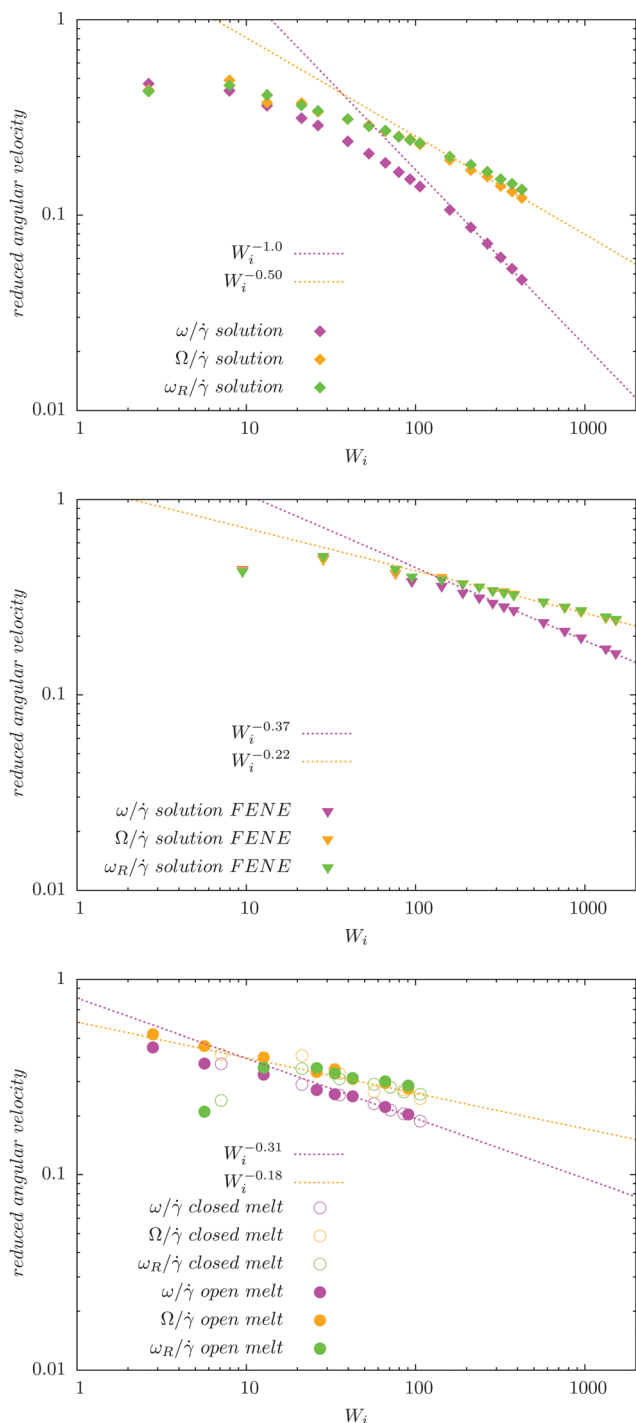 1
reduced angular velocity
0.1
W_i^{-1.0}
W_i^{-0.50}
ω/γ̇ solution
Ω/γ̇ solution
ω_R/γ̇ solution
0.01
1 10 100 1000
W_i
1
reduced angular velocity
0.1
W_i^{-0.37}
W_i^{-0.22}
ω/γ̇ solution FENE
Ω/γ̇ solution FENE
ω_R/γ̇ solution FENE
0.01
1 10 100 1000
W_i
1
reduced angular velocity
0.1
W_i^{-0.31}
W_i^{-0.18}
ω/γ̇ closed melt
Ω/γ̇ closed melt
ω_R/γ̇ closed melt
ω/γ̇ open melt
Ω/γ̇ open melt
ω_R/γ̇ open melt
0.01
1 10 100 1000
W_i